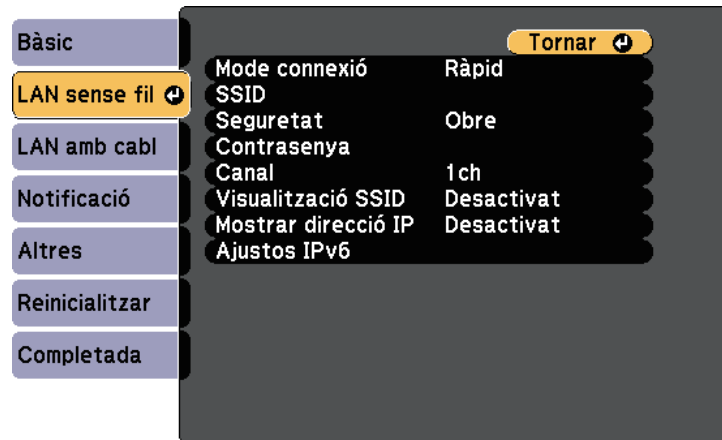 Bàsic
LAN sense fil
LAN amb cabl
Notificació
Altres
Reinicialitzar
Completada
Tornar
Mode connexió Ràpid
SSID
Seguretat Obre
Contrasenya
Canal 1ch
Visualització SSID Desactivat
Mostrar direcció IP Desactivat
Ajustos IPv6